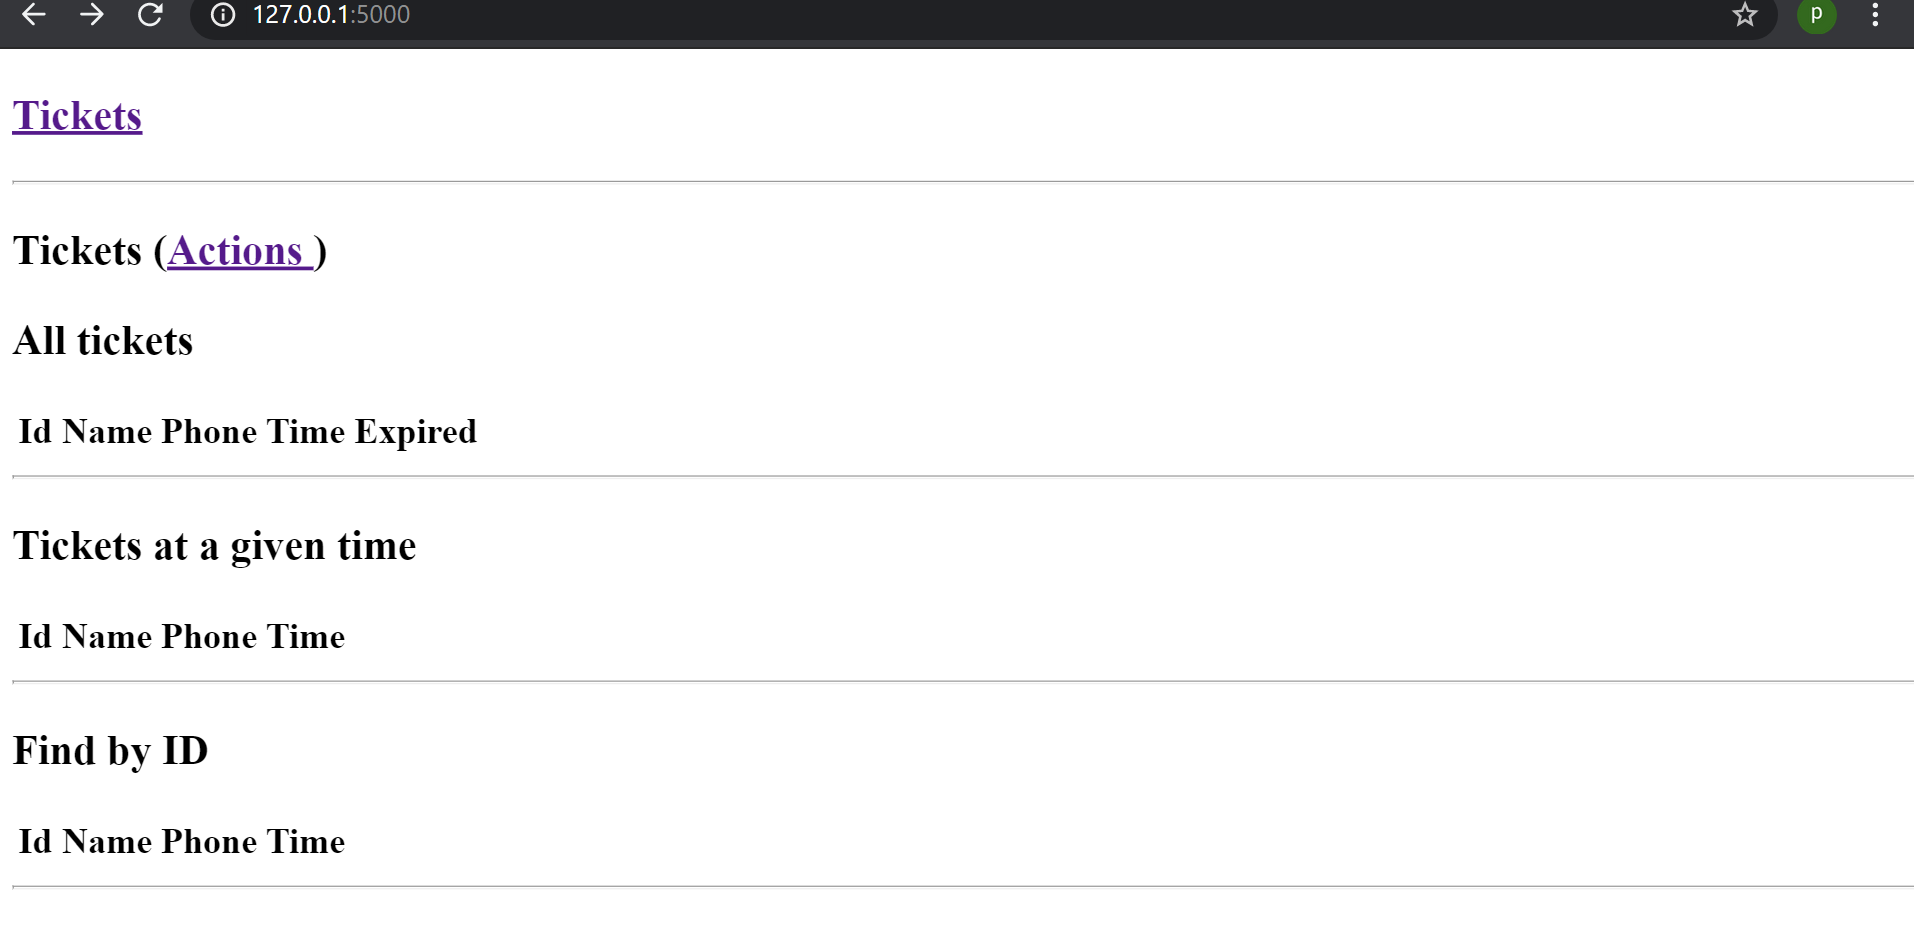 127.0.0.1:5000
p
Tickets
Tickets (Actions )
All tickets
Id Name Phone Time Expired
Tickets at a given time
Id Name Phone Time
Find by ID
Id Name Phone Time